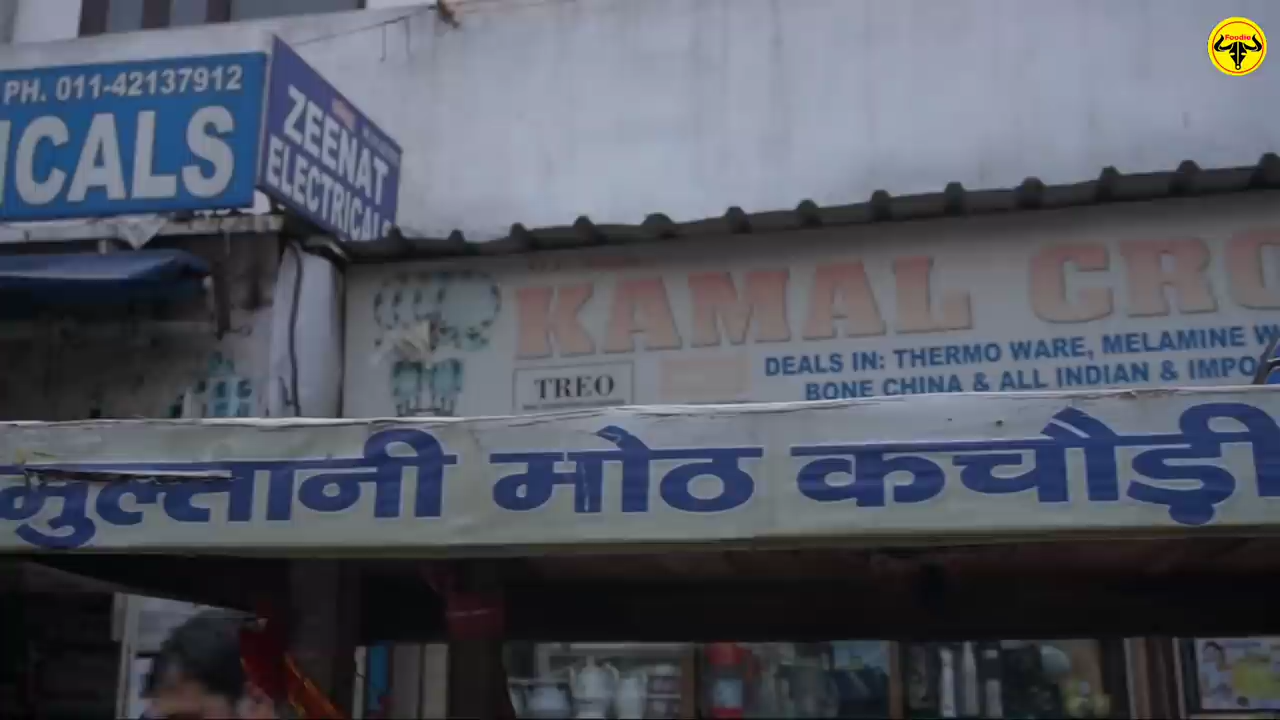 PH. 011-42137912
ICALS
ZEENAT
ELECTRICALS
KAMAL CRO
DEALS IN: THERMO WARE, MELAMINE W
TREO
BONE CHINA & ALL INDIAN & IMPO
मुल्तानी मोठ कचौड़ी
Foodie